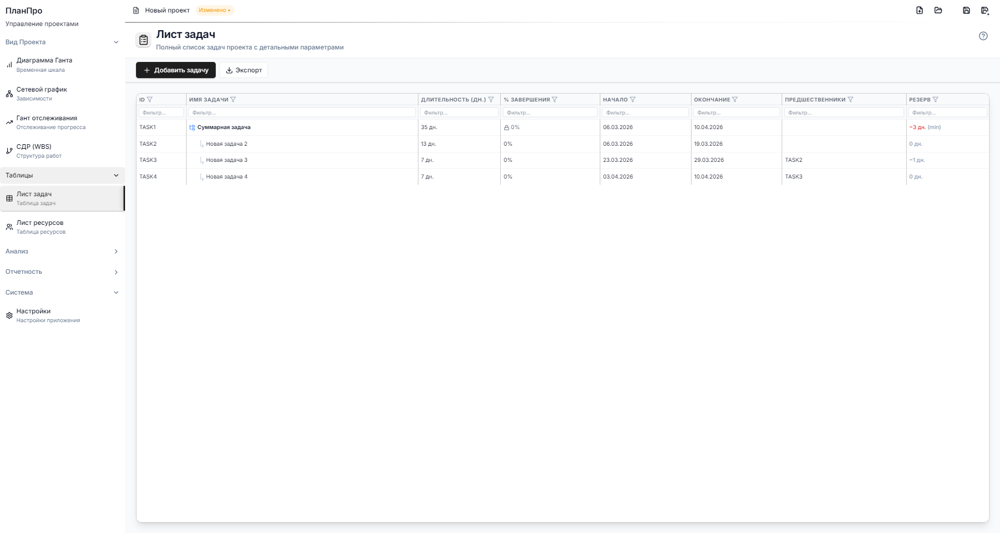 ПланПро
Управление проектами
Вид Проекта
Диаграмма Ганта
Временная шкала
Сетевой график
Зависимости
Гант отслеживания
Отслеживание прогресса
СДР (WBS)
Структура работ
Таблицы
Лист задач
Таблица задач
Лист ресурсов
Таблица ресурсов
Анализ
Отчетность
Система
Настройки
Настройки приложения
Новый проект Изменено •
Лист задач
Полный список задач проекта с детальными параметрами
Добавить задачу Экспорт
ID ИМЯ ЗАДАЧИ ДЛИТЕЛЬНОСТЬ (ДН.) % ЗАВЕРШЕНИЯ НАЧАЛО ОКОНЧАНИЕ ПРЕДШЕСТВЕННИКИ РЕЗЕРВ
Фильтр... Фильтр... Фильтр... Фильтр... Фильтр... Фильтр... Фильтр... Фильтр...
TASK1 Суммарная задача 35 дн. 0% 06.03.2026 10.04.2026 −3 дн. (min)
TASK2 Новая задача 2 13 дн. 0% 06.03.2026 19.03.2026 0 дн.
TASK3 Новая задача 3 7 дн. 0% 23.03.2026 29.03.2026 TASK2 −1 дн.
TASK4 Новая задача 4 7 дн. 0% 03.04.2026 10.04.2026 TASK3 0 дн.